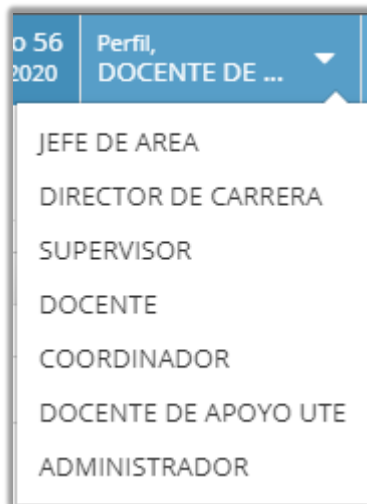 o 56
2020
Perfil,
DOCENTE DE ...
JEFE DE AREA
DIRECTOR DE CARRERA
SUPERVISOR
DOCENTE
COORDINADOR
DOCENTE DE APOYO UTE
ADMINISTRADOR